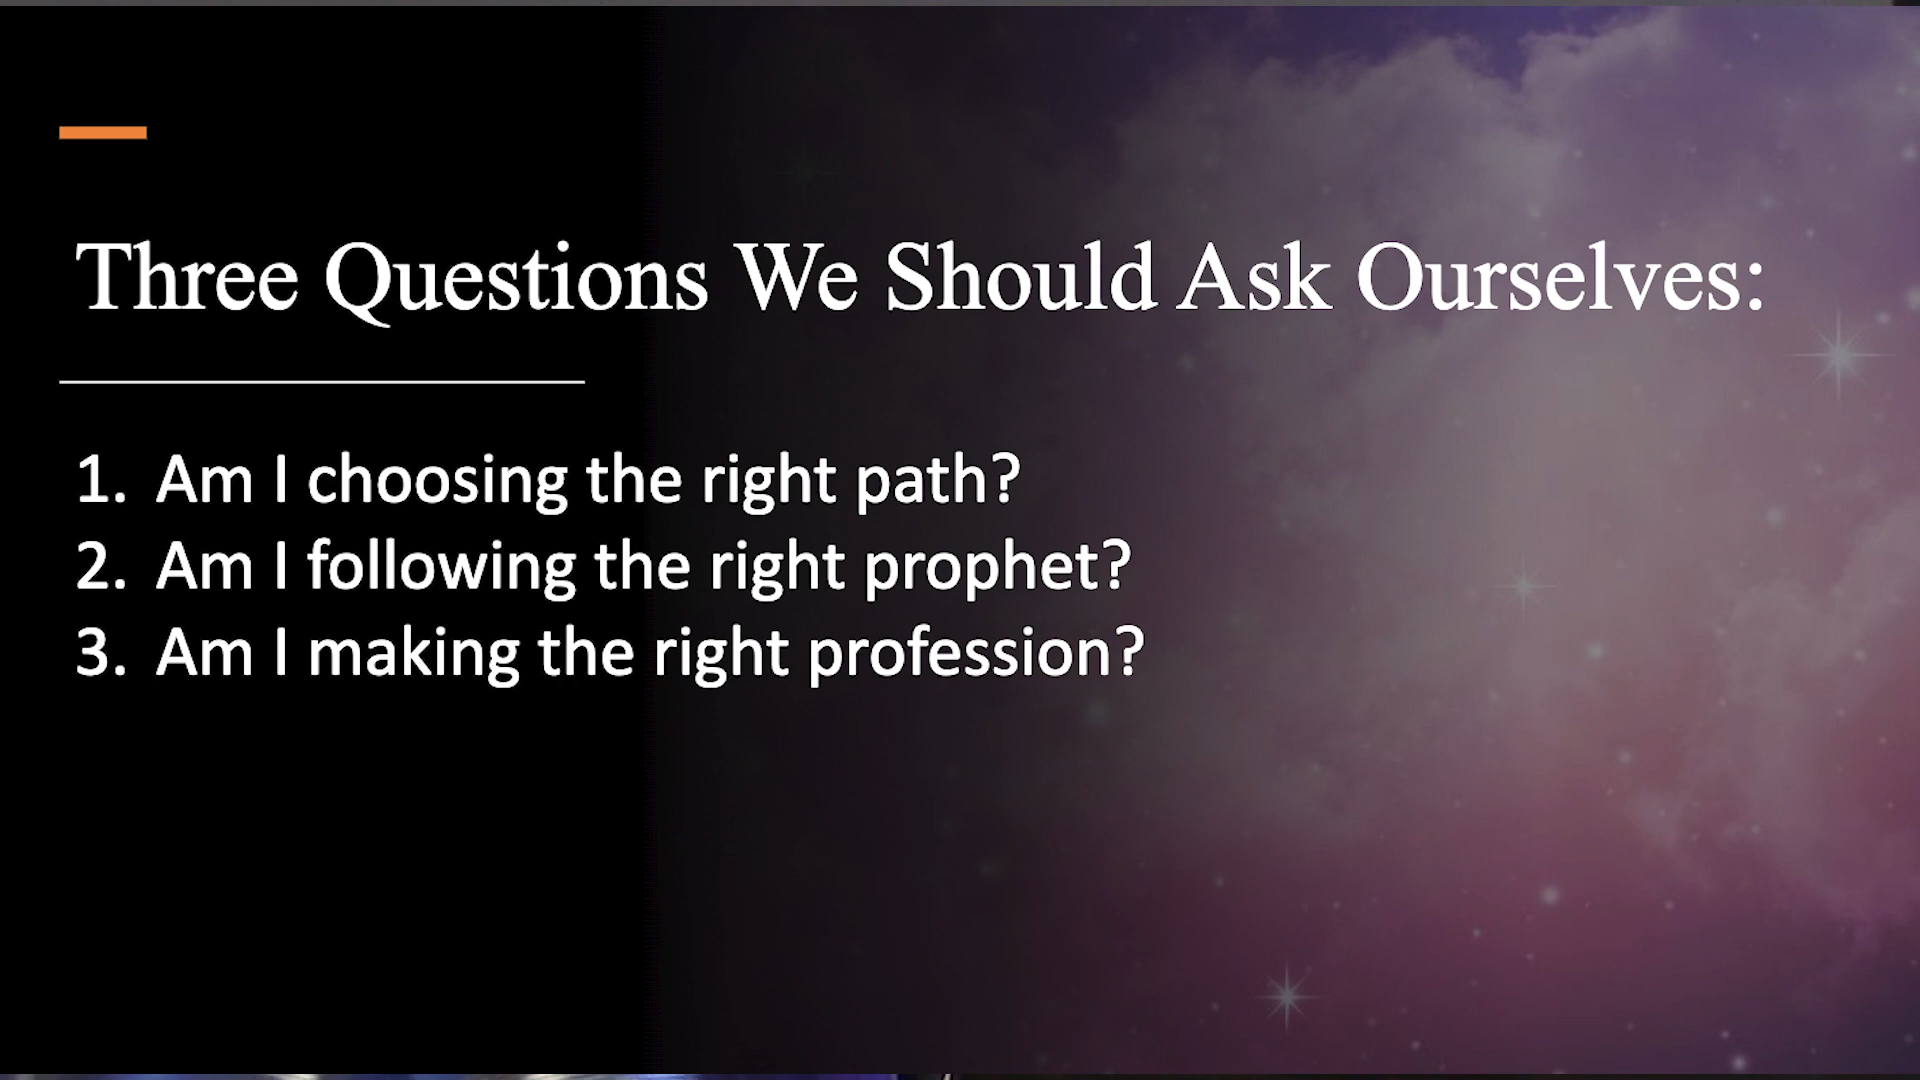 Three Questions We Should Ask Ourselves:
1. Am I choosing the right path?
2. Am I following the right prophet?
3. Am I making the right profession?